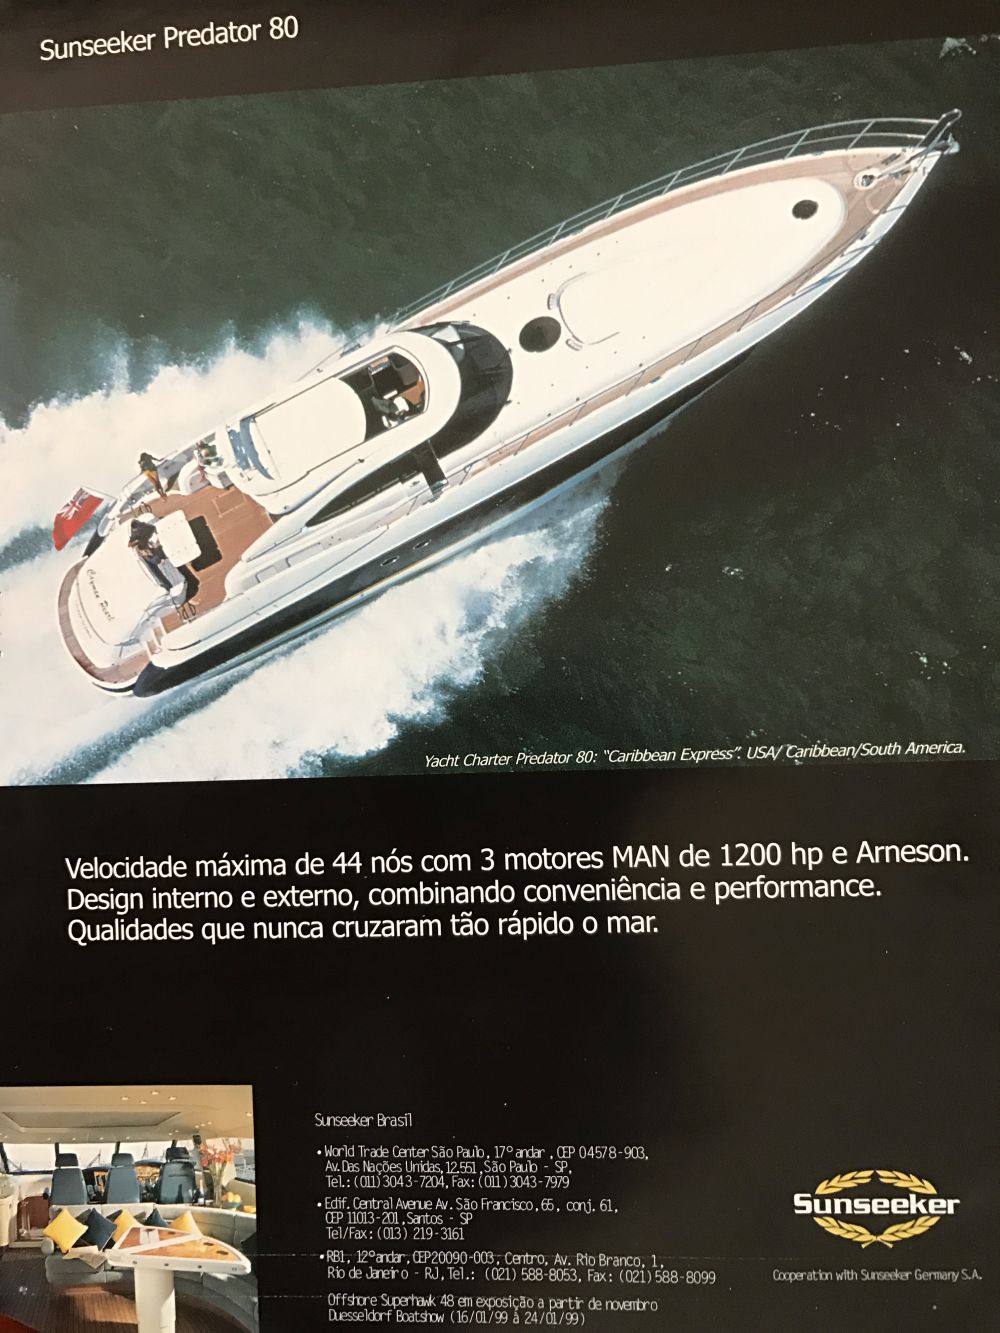 Sunseeker Predator 80
Yacht Charter Predator 80: "Caribbean Express". USA/ Caribbean/South America.
Velocidade máxima de 44 nós com 3 motores MAN de 1200 hp e Arneson.
Design interno e externo, combinando conveniência e performance.
Qualidades que nunca cruzaram tão rápido o mar.
Sunseeker Brasil
• World Trade Center São Paulo, 17º andar , CEP 04578-903,
Av. Das Nações Unidas, 12.551 , São Paulo - SP,
Tel.: (011) 3043-7204, Fax: (011) 3043-7979
• Edif. Central Avenue Av. São Francisco, 65, conj. 61,
CEP 11013-201 , Santos - SP
Tel/Fax: (013) 219-3161
• RB1, 12º andar, CEP 20090-003, Centro, Av. Rio Branco, 1,
Rio de Janeiro - RJ, Tel.: (021) 588-8053, Fax: (021) 588-8099
Offshore Superhawk 48 em exposição a partir de novembro
Duesseldorf Boatshow (16/01/99 à 24/01/99)
Sunseeker
Cooperation with Sunseeker Germany S.A.